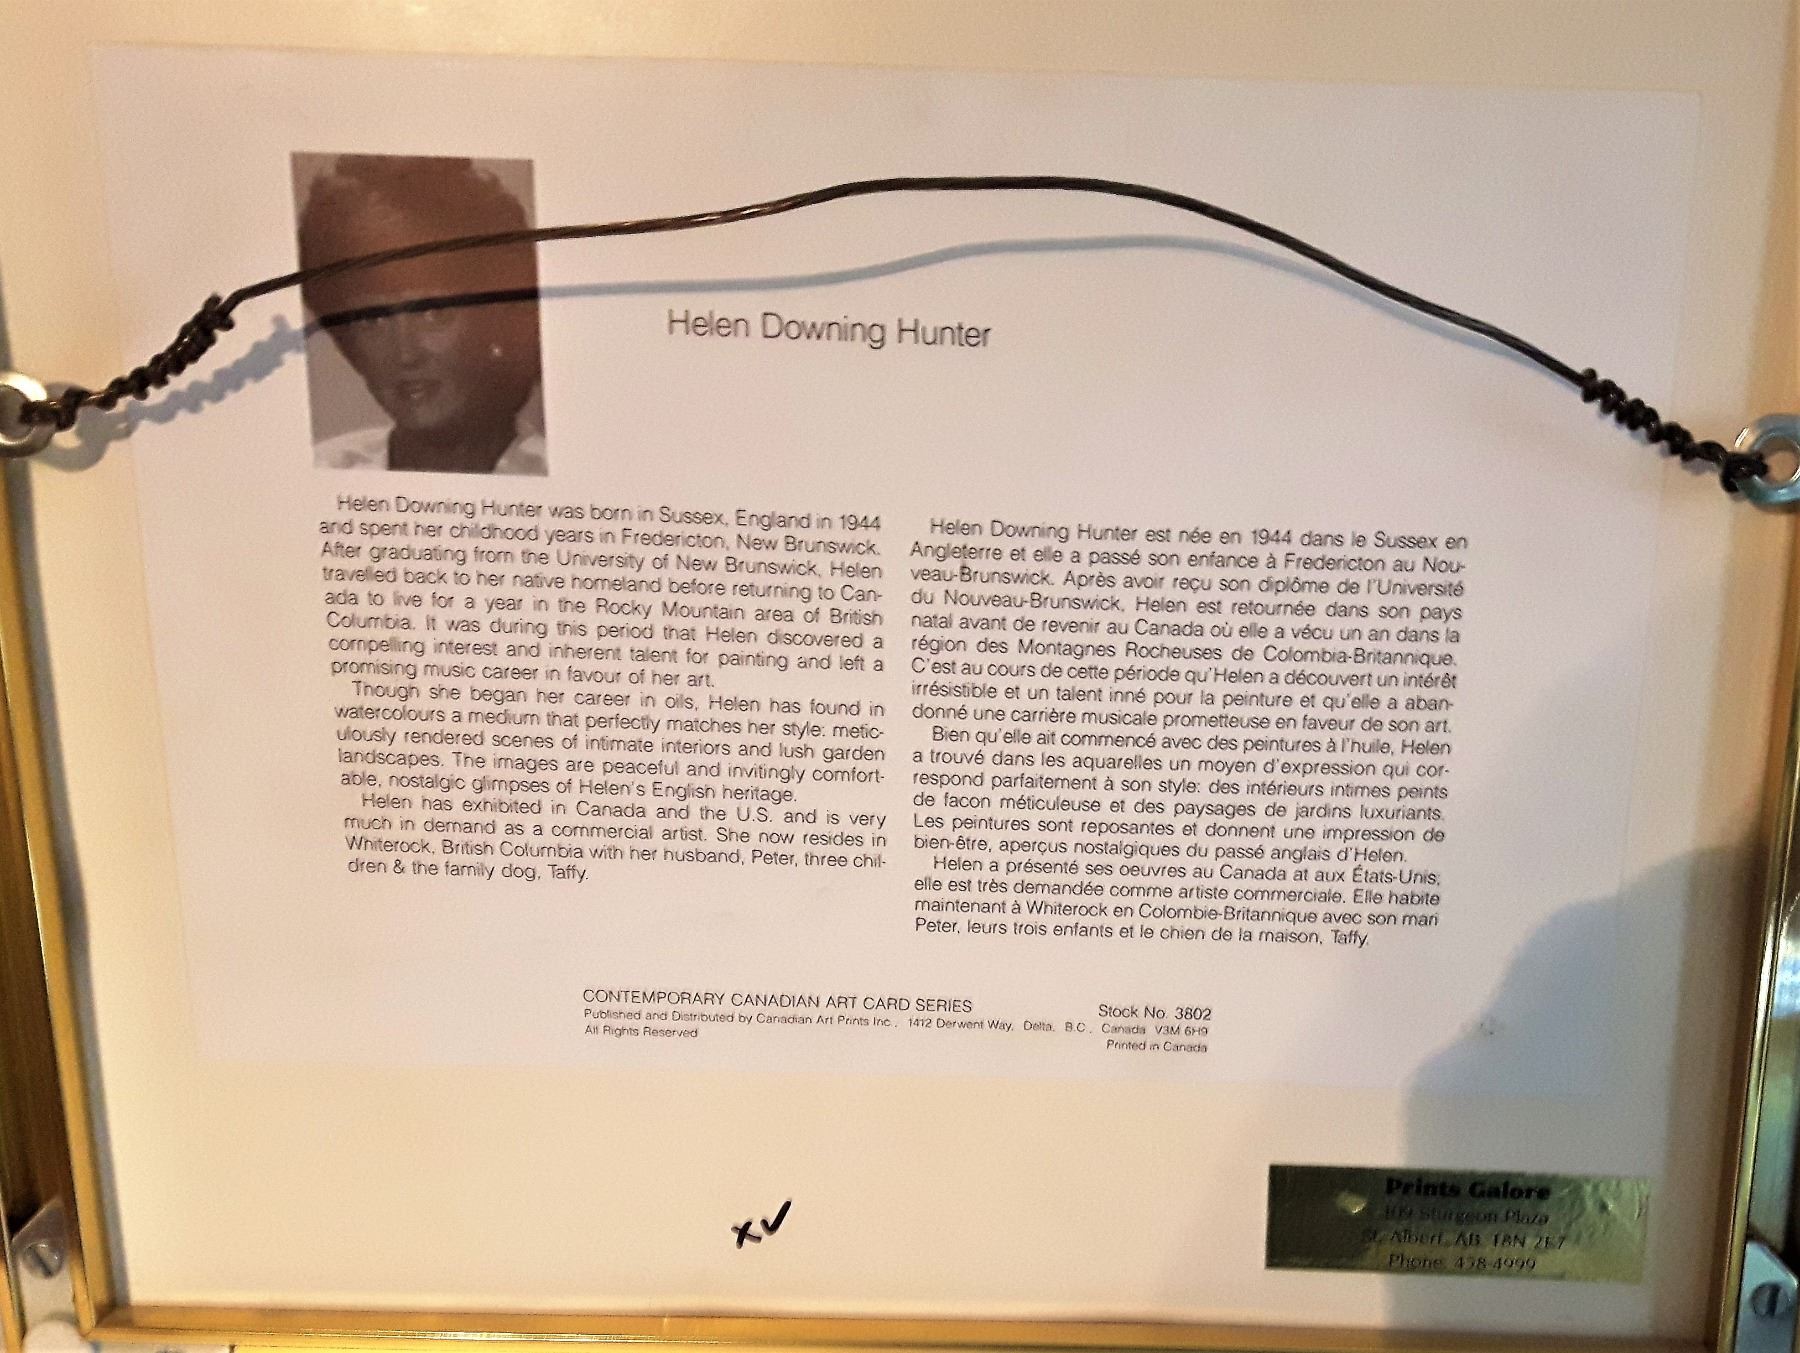 Helen Downing Hunter
Helen Downing Hunter was born in Sussex, England in 1944
and spent her childhood years in Fredericton, New Brunswick.
After graduating from the University of New Brunswick, Helen
travelled back to her native homeland before returning to Can-
ada to live for a year in the Rocky Mountain area of British
Columbia. It was during this period that Helen discovered a
compelling interest and inherent talent for painting and left a
promising music career in favour of her art.
Though she began her career in oils, Helen has found in
watercolours a medium that perfectly matches her style: metic-
ulously rendered scenes of intimate interiors and lush garden
landscapes. The images are peaceful and invitingly comfort-
able, nostalgic glimpses of Helen's English heritage.
Helen has exhibited in Canada and the U.S. and is very
much in demand as a commercial artist. She now resides in
Whiterock, British Columbia with her husband, Peter, three chil-
dren & the family dog, Taffy.
Helen Downing Hunter est née en 1944 dans le Sussex en
Angleterre et elle a passé son enfance à Fredericton au Nou-
veau-Brunswick. Après avoir reçu son diplôme de l'Université
du Nouveau-Brunswick, Helen est retournée dans son pays
natal avant de revenir au Canada où elle a vécu un an dans la
région des Montagnes Rocheuses de Colombia-Britannique.
C'est au cours de cette période qu'Helen a découvert un intérêt
irrésistible et un talent inné pour la peinture et qu'elle a aban-
donné une carrière musicale prometteuse en faveur de son art.
Bien qu'elle ait commencé avec des peintures à l'huile, Helen
a trouvé dans les aquarelles un moyen d'expression qui cor-
respond parfaitement à son style: des intérieurs intimes peints
de facon méticuleuse et des paysages de jardins luxuriants.
Les peintures sont reposantes et donnent une impression de
bien-être, aperçus nostalgiques du passé anglais d'Helen.
Helen a présenté ses oeuvres au Canada at aux États-Unis;
elle est très demandée comme artiste commerciale. Elle habite
maintenant à Whiterock en Colombie-Britannique avec son mari
Peter, leurs trois enfants et le chien de la maison, Taffy.
CONTEMPORARY CANADIAN ART CARD SERIES Stock No. 3802
Published and Distributed by Canadian Art Prints Inc., 1412 Derwent Way, Delta, B.C., Canada V3M 6H9
All Rights Reserved Printed in Canada
x✓
Prints Galore
109 Sturgeon Plaza
St. Albert, AB T8N 2E7
Phone: 458-4999